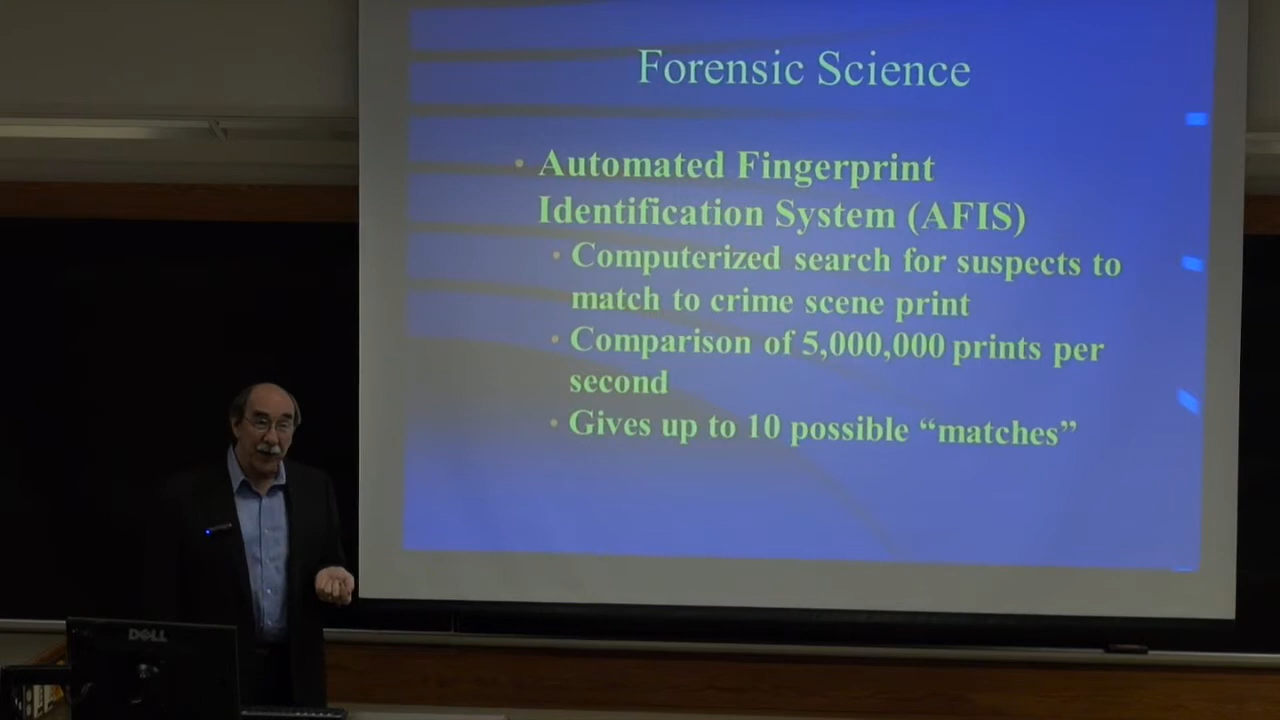 Forensic Science
• Automated Fingerprint
Identification System (AFIS)
• Computerized search for suspects to
match to crime scene print
• Comparison of 5,000,000 prints per
second
• Gives up to 10 possible “matches”
DELL